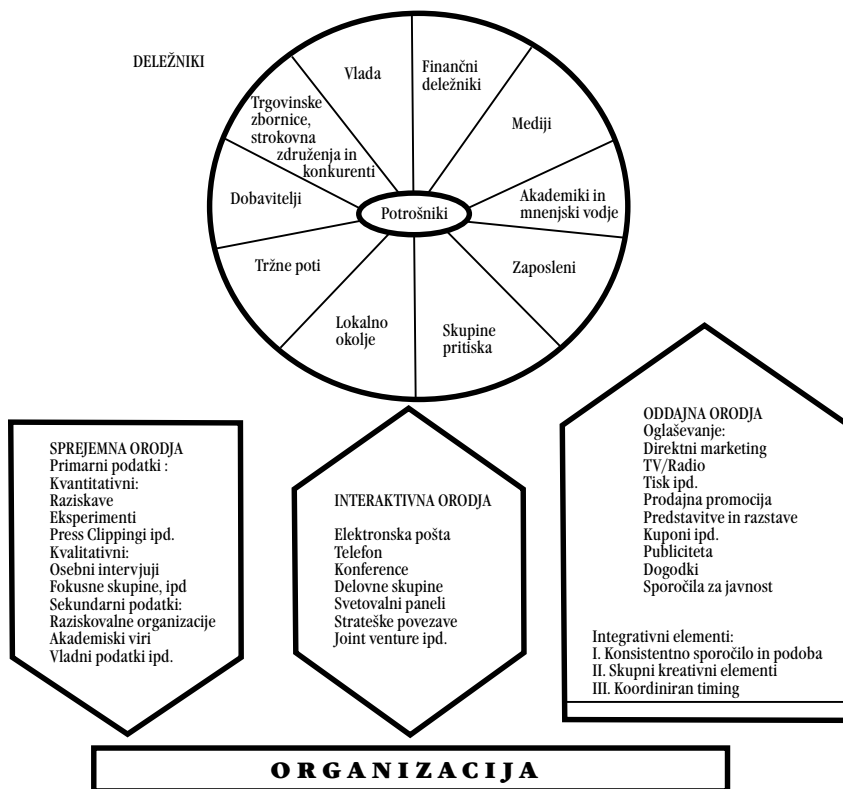 DELEŽNIKI
Vlada
Finančni
deležniki
Mediji
Akademiki in
mnenjski vodje
Zaposleni
Skupine
pritiska
Lokalno
okolje
Tržne poti
Dobavitelji
Trgovinske
zbornice,
strokovna
združenja in
konkurenti
Potrošniki
SPREJEMNA ORODJA
Primarni podatki :
Kvantitativni:
Raziskave
Eksperimenti
Press Clippingi ipd.
Kvalitativni:
Osebni intervjuji
Fokusne skupine, ipd
Sekundarni podatki:
Raziskovalne organizacije
Akademiski viri
Vladni podatki ipd.
INTERAKTIVNA ORODJA
Elektronska pošta
Telefon
Konference
Delovne skupine
Svetovalni paneli
Strateške povezave
Joint venture ipd.
ODDAJNA ORODJA
Oglaševanje:
Direktni marketing
TV/Radio
Tisk ipd.
Prodajna promocija
Predstavitve in razstave
Kuponi ipd.
Publiciteta
Dogodki
Sporočila za javnost
Integrativni elementi:
I. Konsistentno sporočilo in podoba
II. Skupni kreativni elementi
III. Koordiniran timing
ORGANIZACIJA